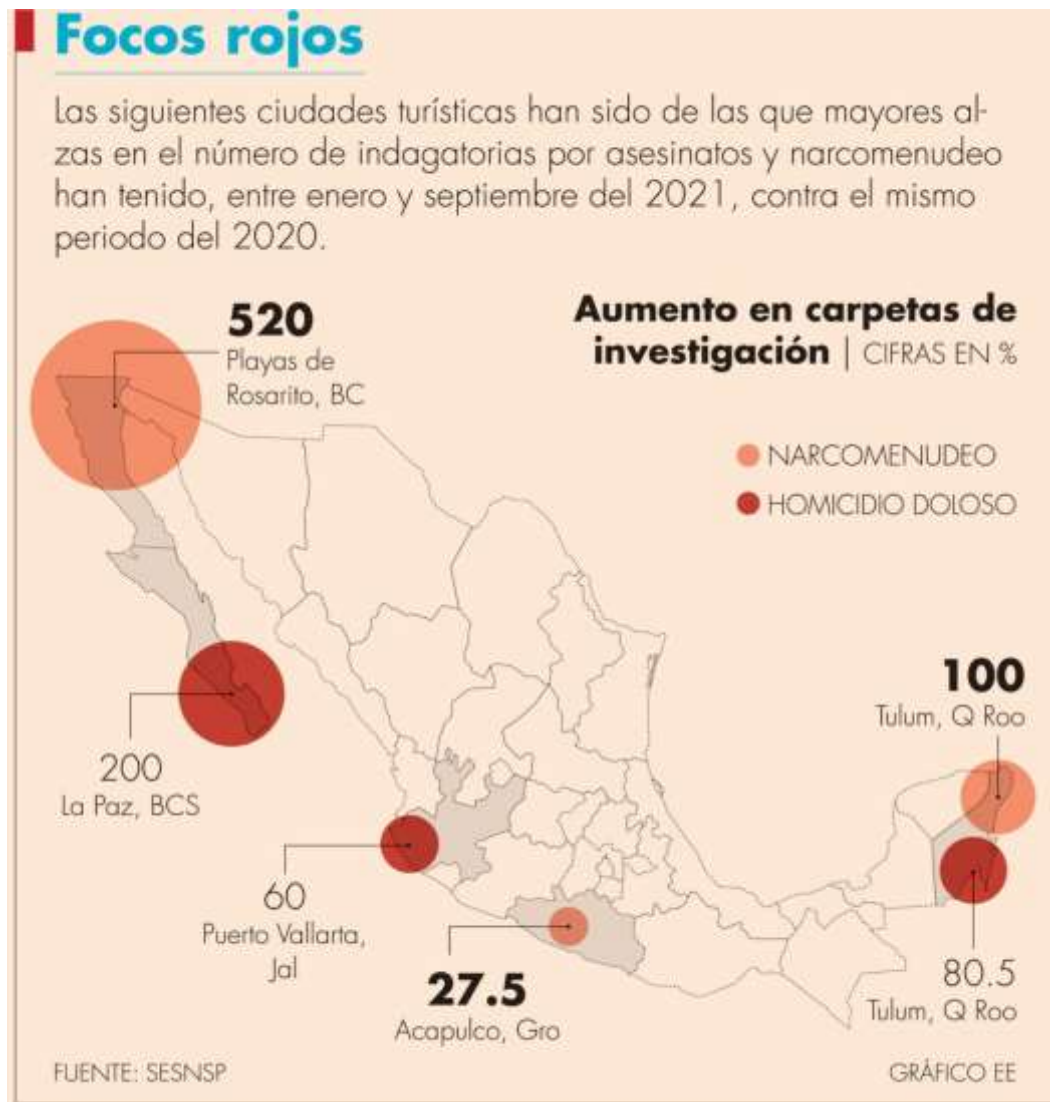 Focos rojos
Las siguientes ciudades turísticas han sido de las que mayores al-
zas en el número de indagatorias por asesinatos y narcomenudeo
han tenido, entre enero y septiembre del 2021, contra el mismo
periodo del 2020.
Aumento en carpetas de
investigación | CIFRAS EN %
NARCOMENUDEO
HOMICIDIO DOLOSO
520
Playas de
Rosarito, BC
200
La Paz, BCS
60
Puerto Vallarta,
Jal
27.5
Acapulco, Gro
100
Tulum, Q Roo
80.5
Tulum, Q Roo
FUENTE: SESNSP
GRÁFICO EE